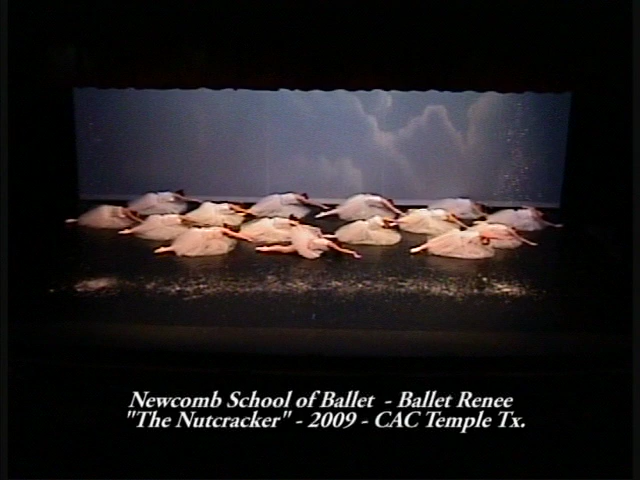 Newcomb School of Ballet - Ballet Renee
"The Nutcracker" - 2009 - CAC Temple Tx.